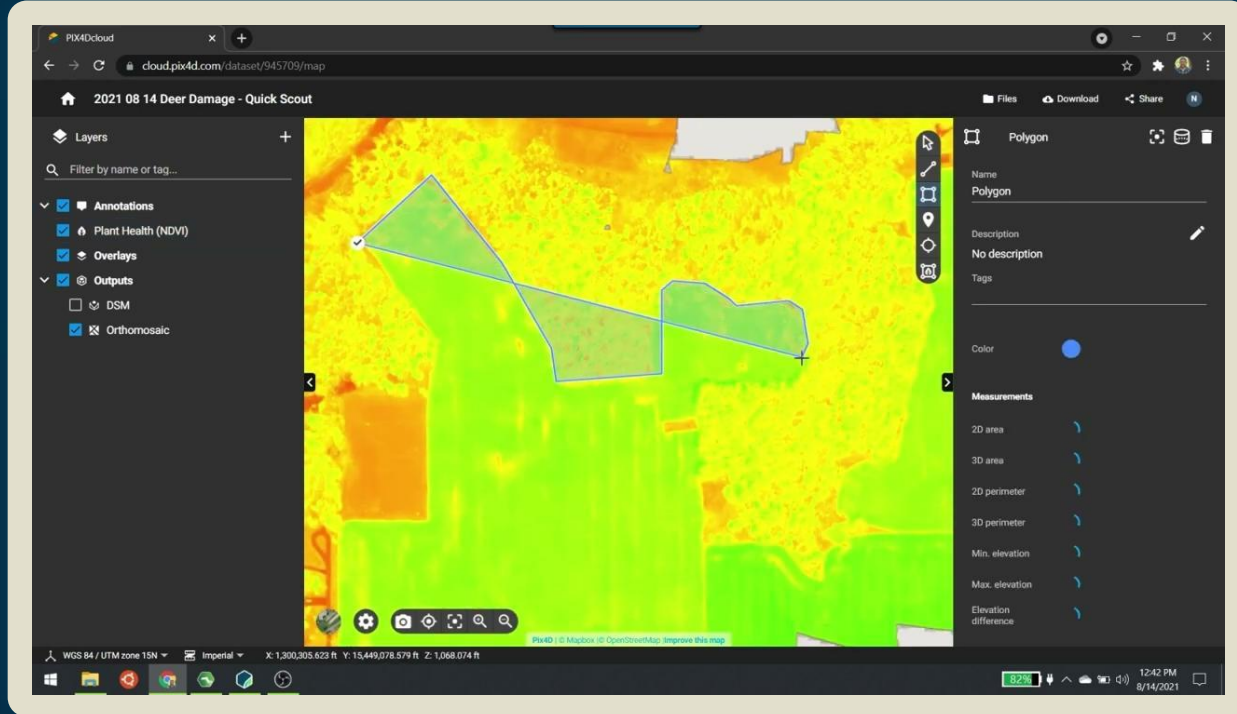 PIX4Dcloud
cloud.pix4d.com/dataset/945709/map
2021 08 14 Deer Damage - Quick Scout
Files
Download
Share
N
Layers
Filter by name or tag...
Annotations
Plant Health (NDVI)
Overlays
Outputs
DSM
Orthomosaic
Polygon
Name
Polygon
Description
No description
Tags
Color
Measurements
2D area
3D area
2D perimeter
3D perimeter
Min. elevation
Max. elevation
Elevation
difference
Pix4D | © Mapbox | © OpenStreetMap Improve this map
WGS 84 / UTM zone 15N
Imperial
X: 1,300,305.623 ft Y: 15,449,078.579 ft Z: 1,068.074 ft
82%
12:42 PM
8/14/2021